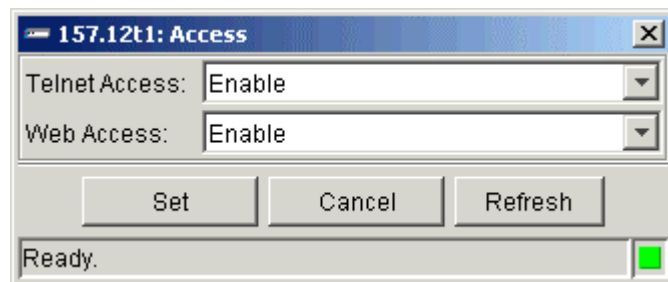 157.12t1: Access
Telnet Access: Enable
Web Access: Enable
Set Cancel Refresh
Ready.